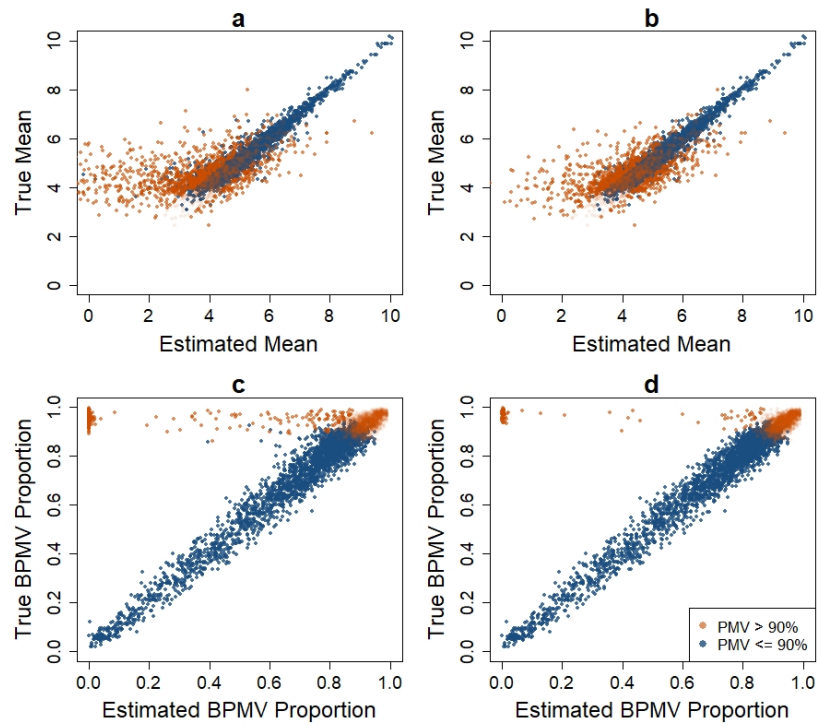 a
b
10
8
6
4
2
0
True Mean
0 2 4 6 8 10
Estimated Mean
10
8
6
4
2
0
True Mean
0 2 4 6 8 10
Estimated Mean
c
d
1.0
0.8
0.6
0.4
0.2
0.0
True BPMV Proportion
0.0 0.2 0.4 0.6 0.8 1.0
Estimated BPMV Proportion
1.0
0.8
0.6
0.4
0.2
0.0
True BPMV Proportion
PMV > 90%
PMV <= 90%
0.0 0.2 0.4 0.6 0.8 1.0
Estimated BPMV Proportion